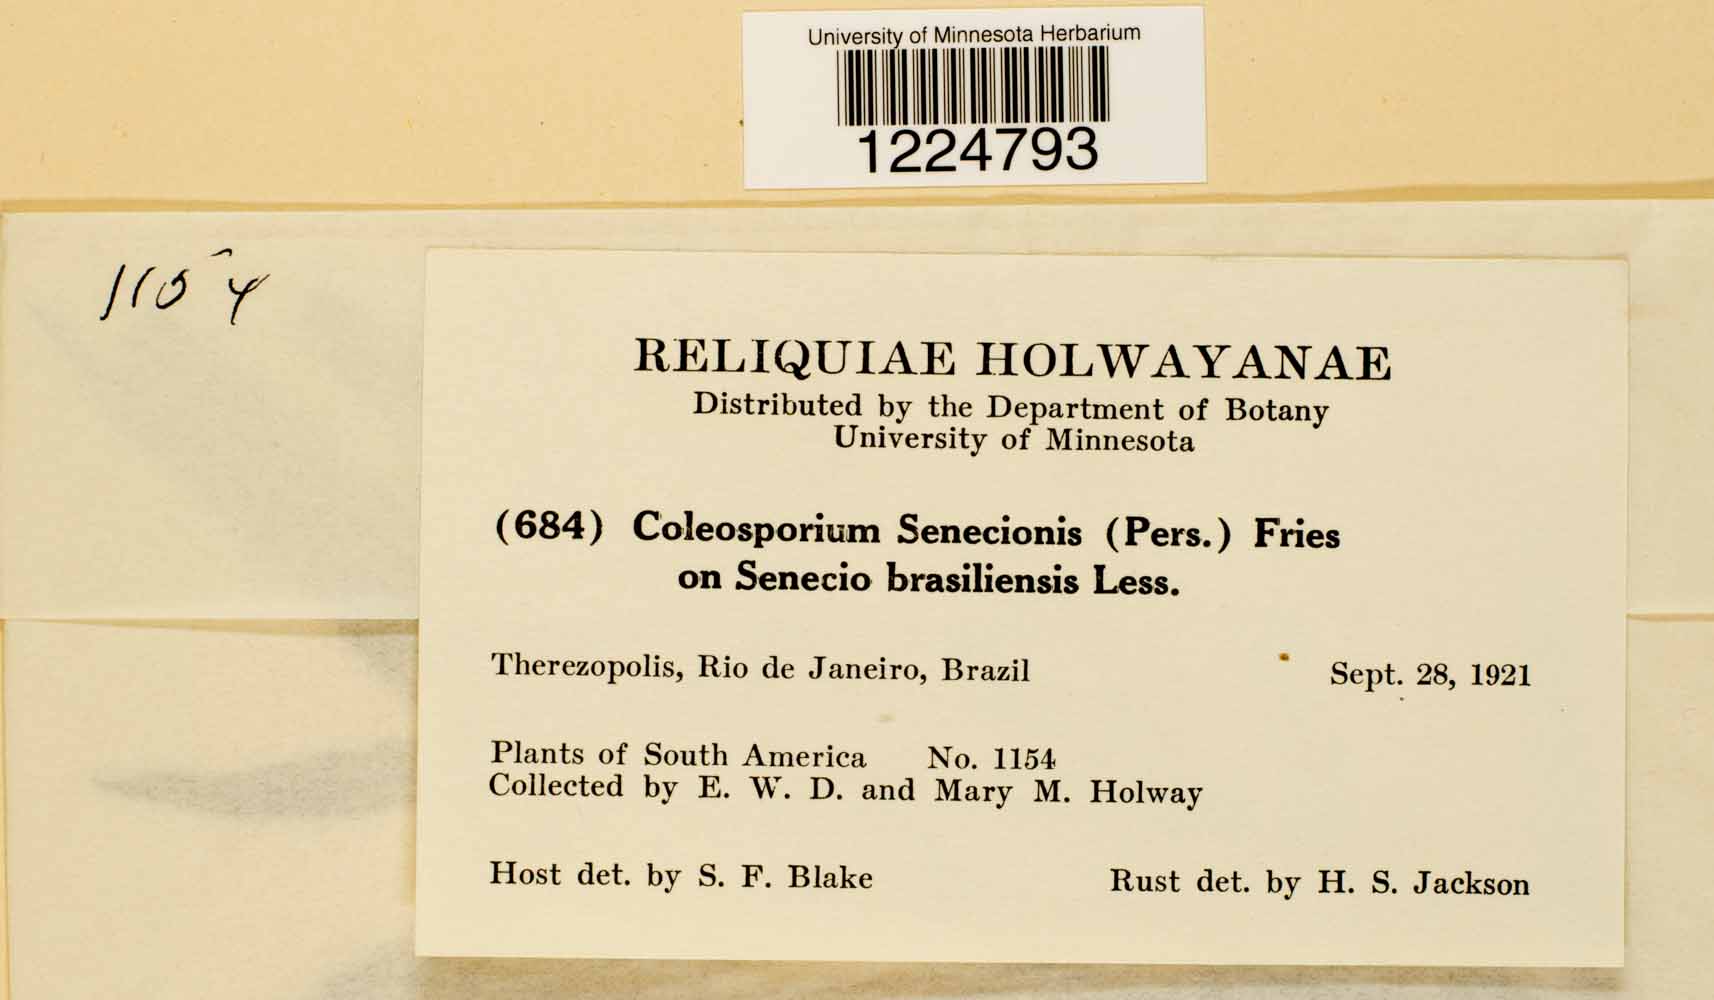 University of Minnesota Herbarium
1224793
1154
RELIQUIAE HOLWAYANAE
Distributed by the Department of Botany
University of Minnesota
(684) Coleosporium Senecionis (Pers.) Fries
on Senecio brasiliensis Less.
Therezopolis, Rio de Janeiro, Brazil Sept. 28, 1921
Plants of South America No. 1154
Collected by E. W. D. and Mary M. Holway
Host det. by S. F. Blake Rust det. by H. S. Jackson